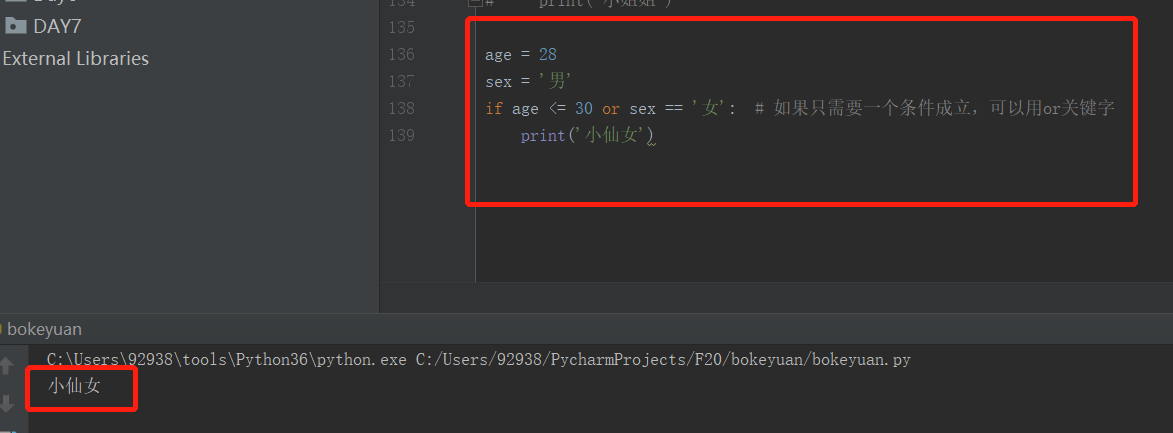 DAY7
External Libraries
134
#     print('小姐姐')
135
136 age = 28
137 sex = '男'
138 if age <= 30 or sex == '女':  # 如果只需要一个条件成立，可以用or关键字
139     print('小仙女')
bokeyuan
C:\Users\92938\tools\Python36\python.exe C:/Users/92938/PycharmProjects/F20/bokeyuan/bokeyuan.py
小仙女